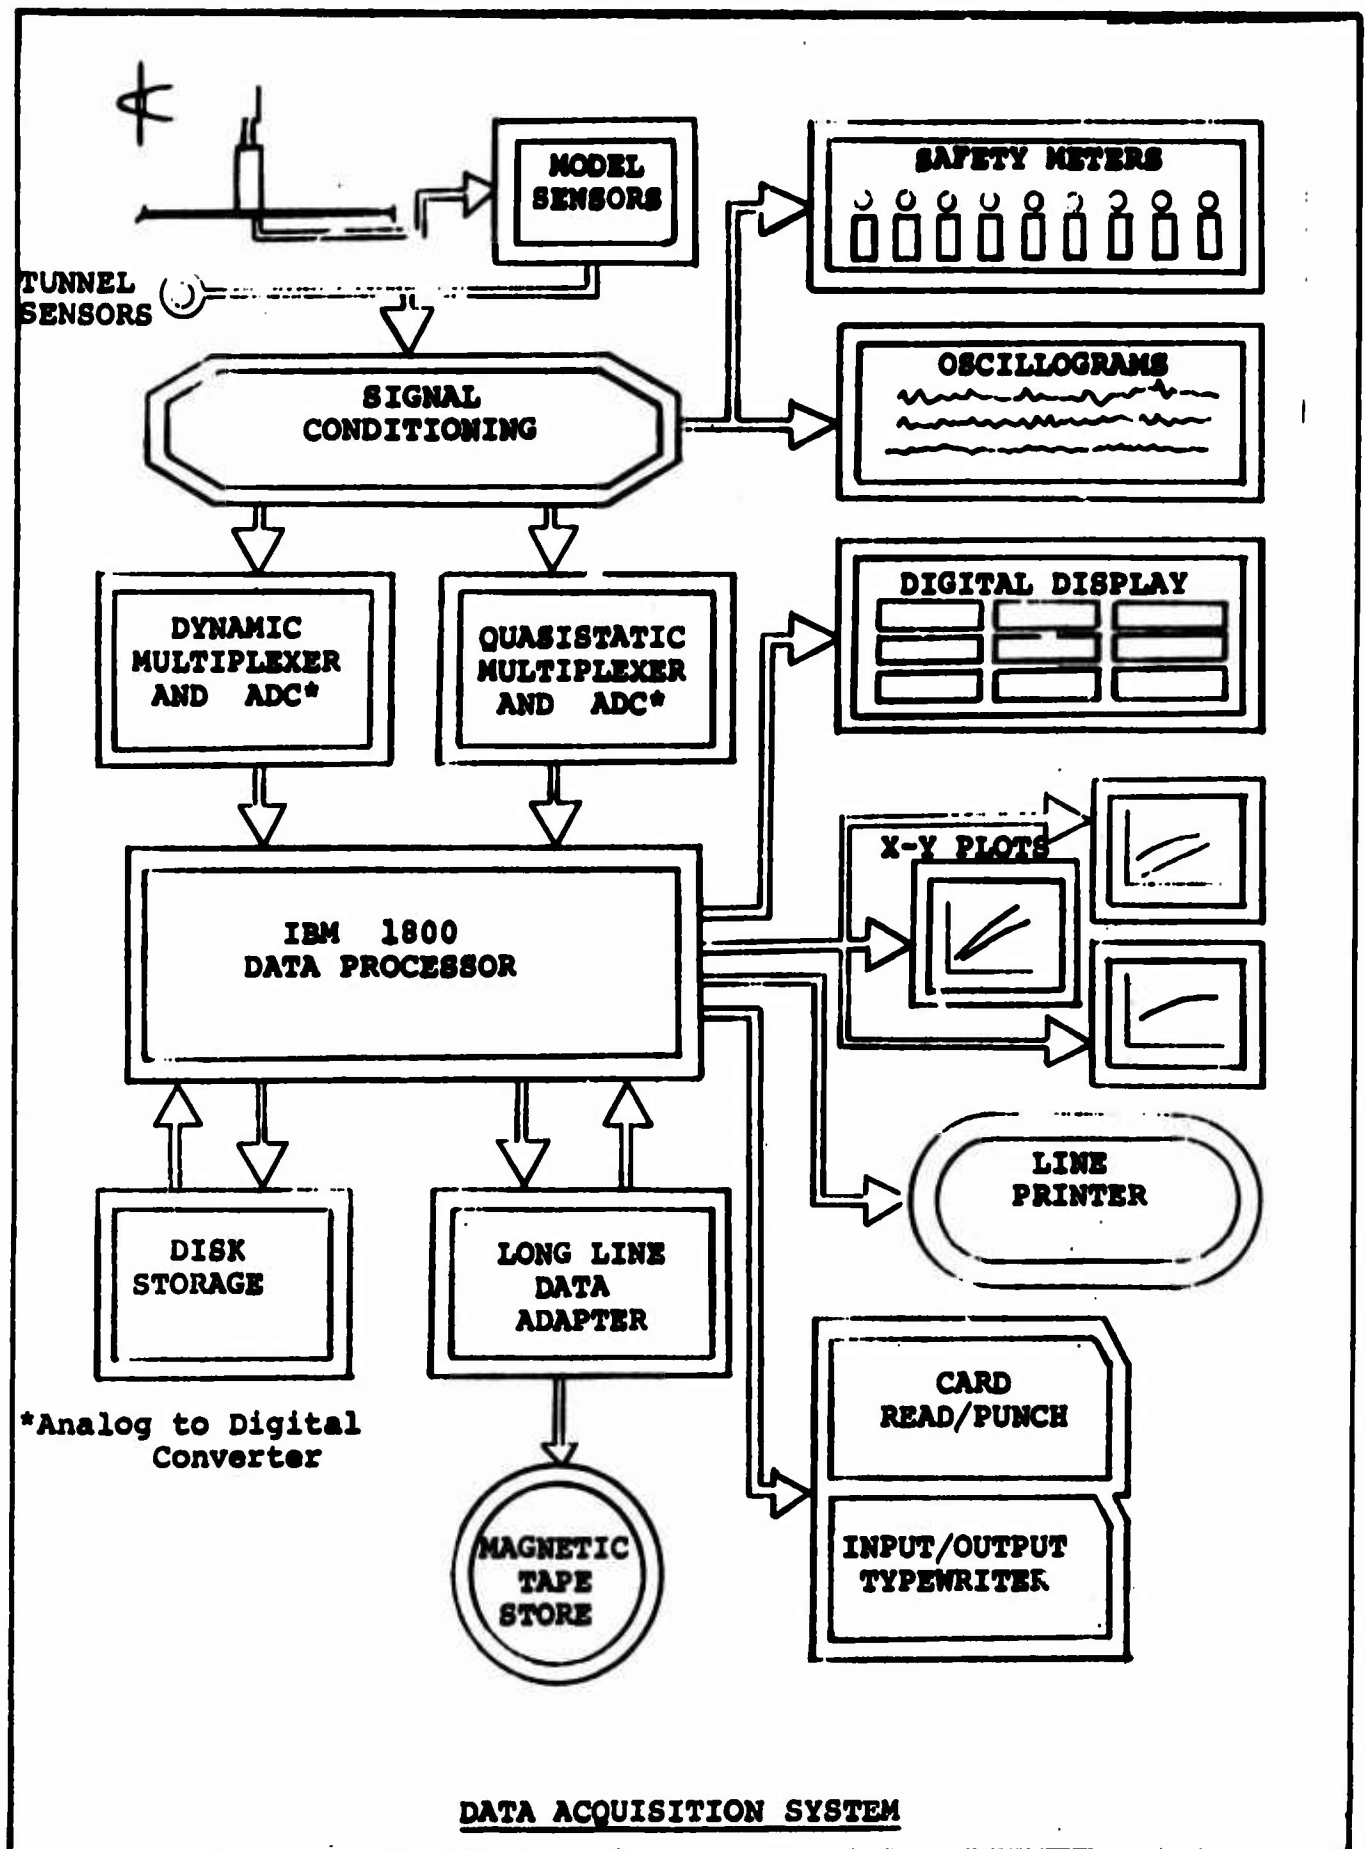 MODEL
SENSORS
SAFETY METERS
TUNNEL
SENSORS
SIGNAL
CONDITIONING
OSCILLOGRAMS
DYNAMIC
MULTIPLEXER
AND ADC*
QUASISTATIC
MULTIPLEXER
AND ADC*
DIGITAL DISPLAY
X-Y PLOTS
IBM 1800
DATA PROCESSOR
LINE
PRINTER
DISK
STORAGE
LONG LINE
DATA
ADAPTER
CARD
READ/PUNCH
*Analog to Digital
Converter
INPUT/OUTPUT
TYPEWRITER
MAGNETIC
TAPE
STORE
DATA ACQUISITION SYSTEM